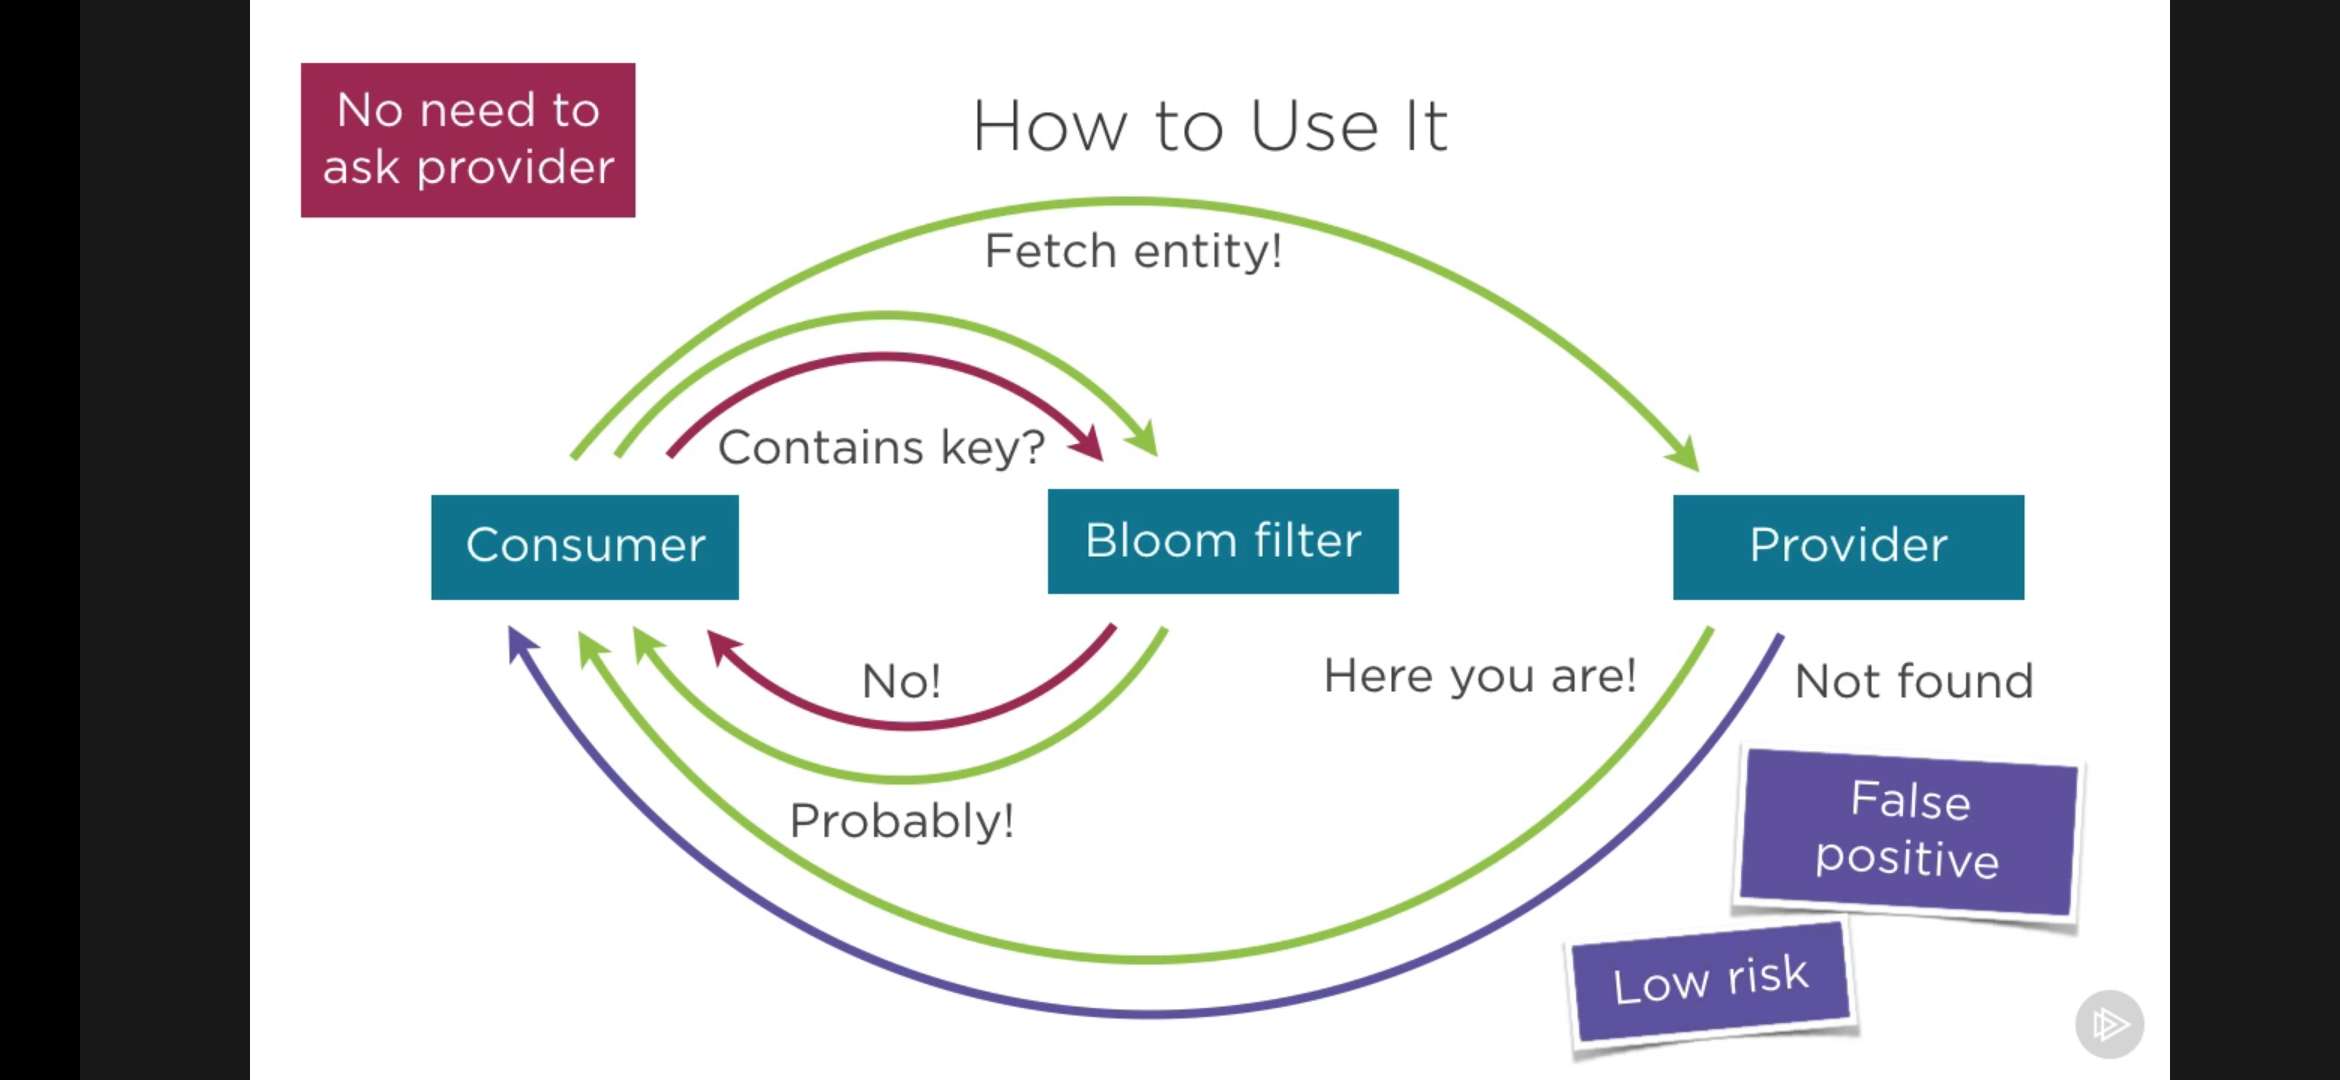 No need to
ask provider
How to Use It
Fetch entity!
Contains key?
Consumer
Bloom filter
Provider
No!
Here you are!
Not found
Probably!
False
positive
Low risk